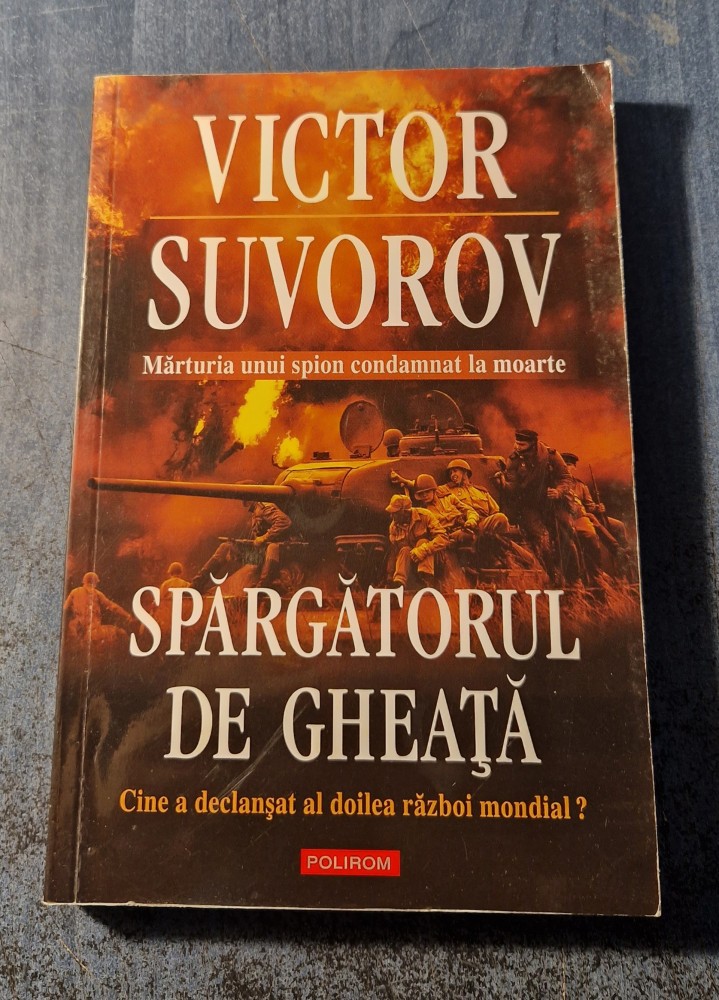 VICTOR
SUVOROV
Mărturia unui spion condamnat la moarte
SPĂRGĂTORUL
DE GHEAŢĂ
Cine a declanşat al doilea război mondial?
POLIROM